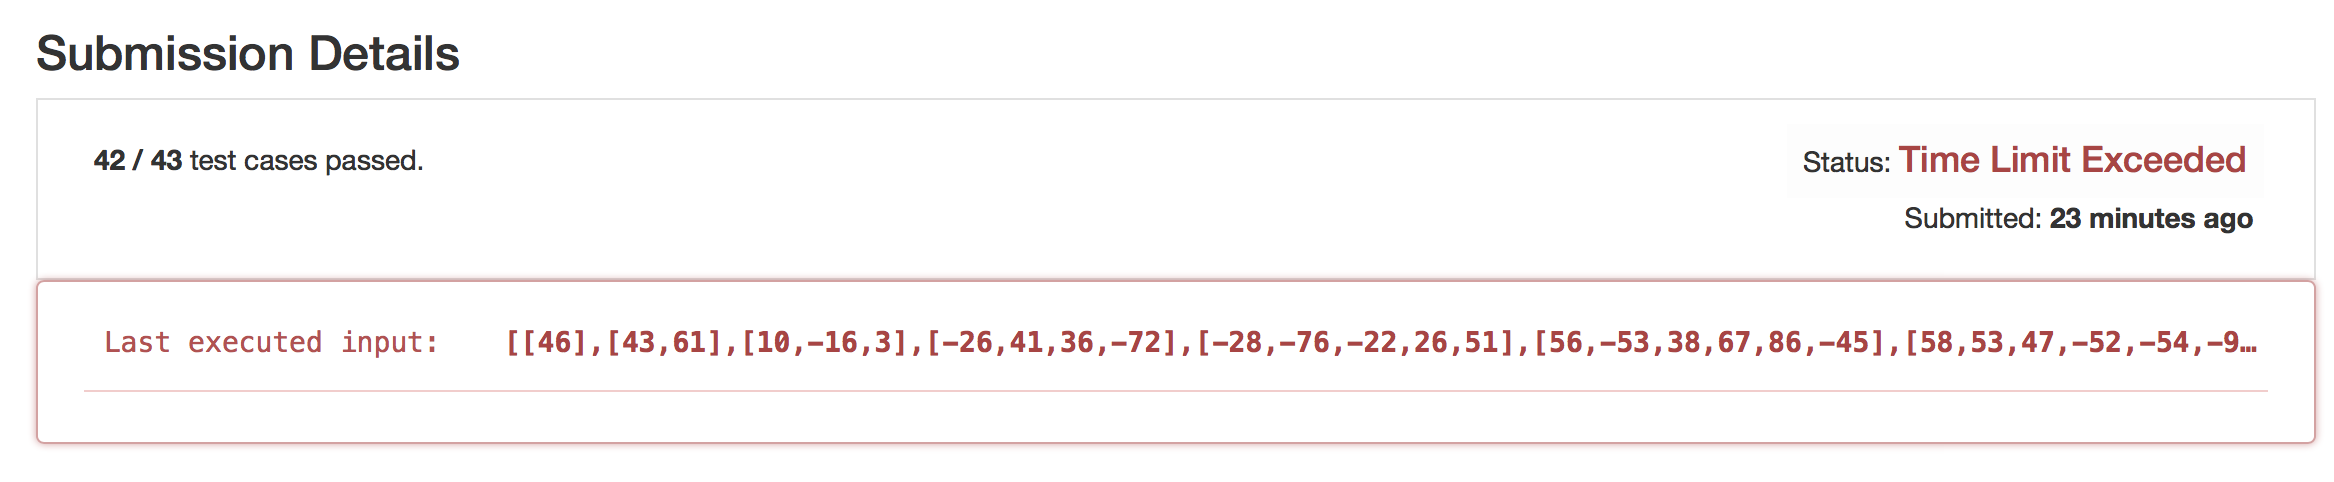 Submission Details
42 / 43 test cases passed.
Status: Time Limit Exceeded
Submitted: 23 minutes ago
Last executed input: [[46],[43,61],[10,-16,3],[-26,41,36,-72],[-28,-76,-22,26,51],[56,-53,38,67,86,-45],[58,53,47,-52,-54,-9…